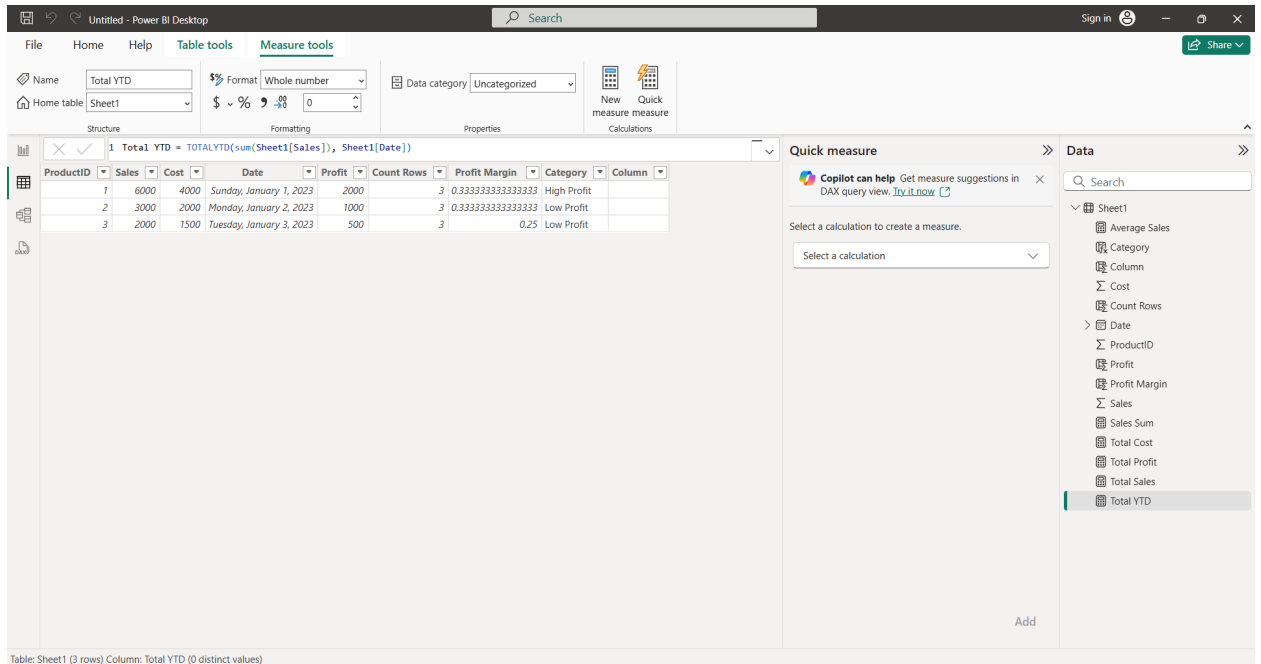 Untitled - Power BI Desktop
Search
Sign in
File Home Help Table tools Measure tools
Share
Name Total YTD
Home table Sheet1
Structure
$% Format Whole number
$ % 0
Formatting
Data category Uncategorized
Properties
New measure
Quick measure
Calculations
1 Total YTD = TOTALYTD(sum(Sheet1[Sales]), Sheet1[Date])
ProductID Sales Cost Date Profit Count Rows Profit Margin Category Column
1 6000 4000 Sunday, January 1, 2023 2000 3 0.333333333333333 High Profit
2 3000 2000 Monday, January 2, 2023 1000 3 0.333333333333333 Low Profit
3 2000 1500 Tuesday, January 3, 2023 500 3 0.25 Low Profit
Quick measure
Copilot can help Get measure suggestions in
DAX query view. Try it now
Select a calculation to create a measure.
Select a calculation
Add
Data
Search
Sheet1
Average Sales
Category
Column
Cost
Count Rows
Date
ProductID
Profit
Profit Margin
Sales
Sales Sum
Total Cost
Total Profit
Total Sales
Total YTD
Table: Sheet1 (3 rows) Column: Total YTD (0 distinct values)